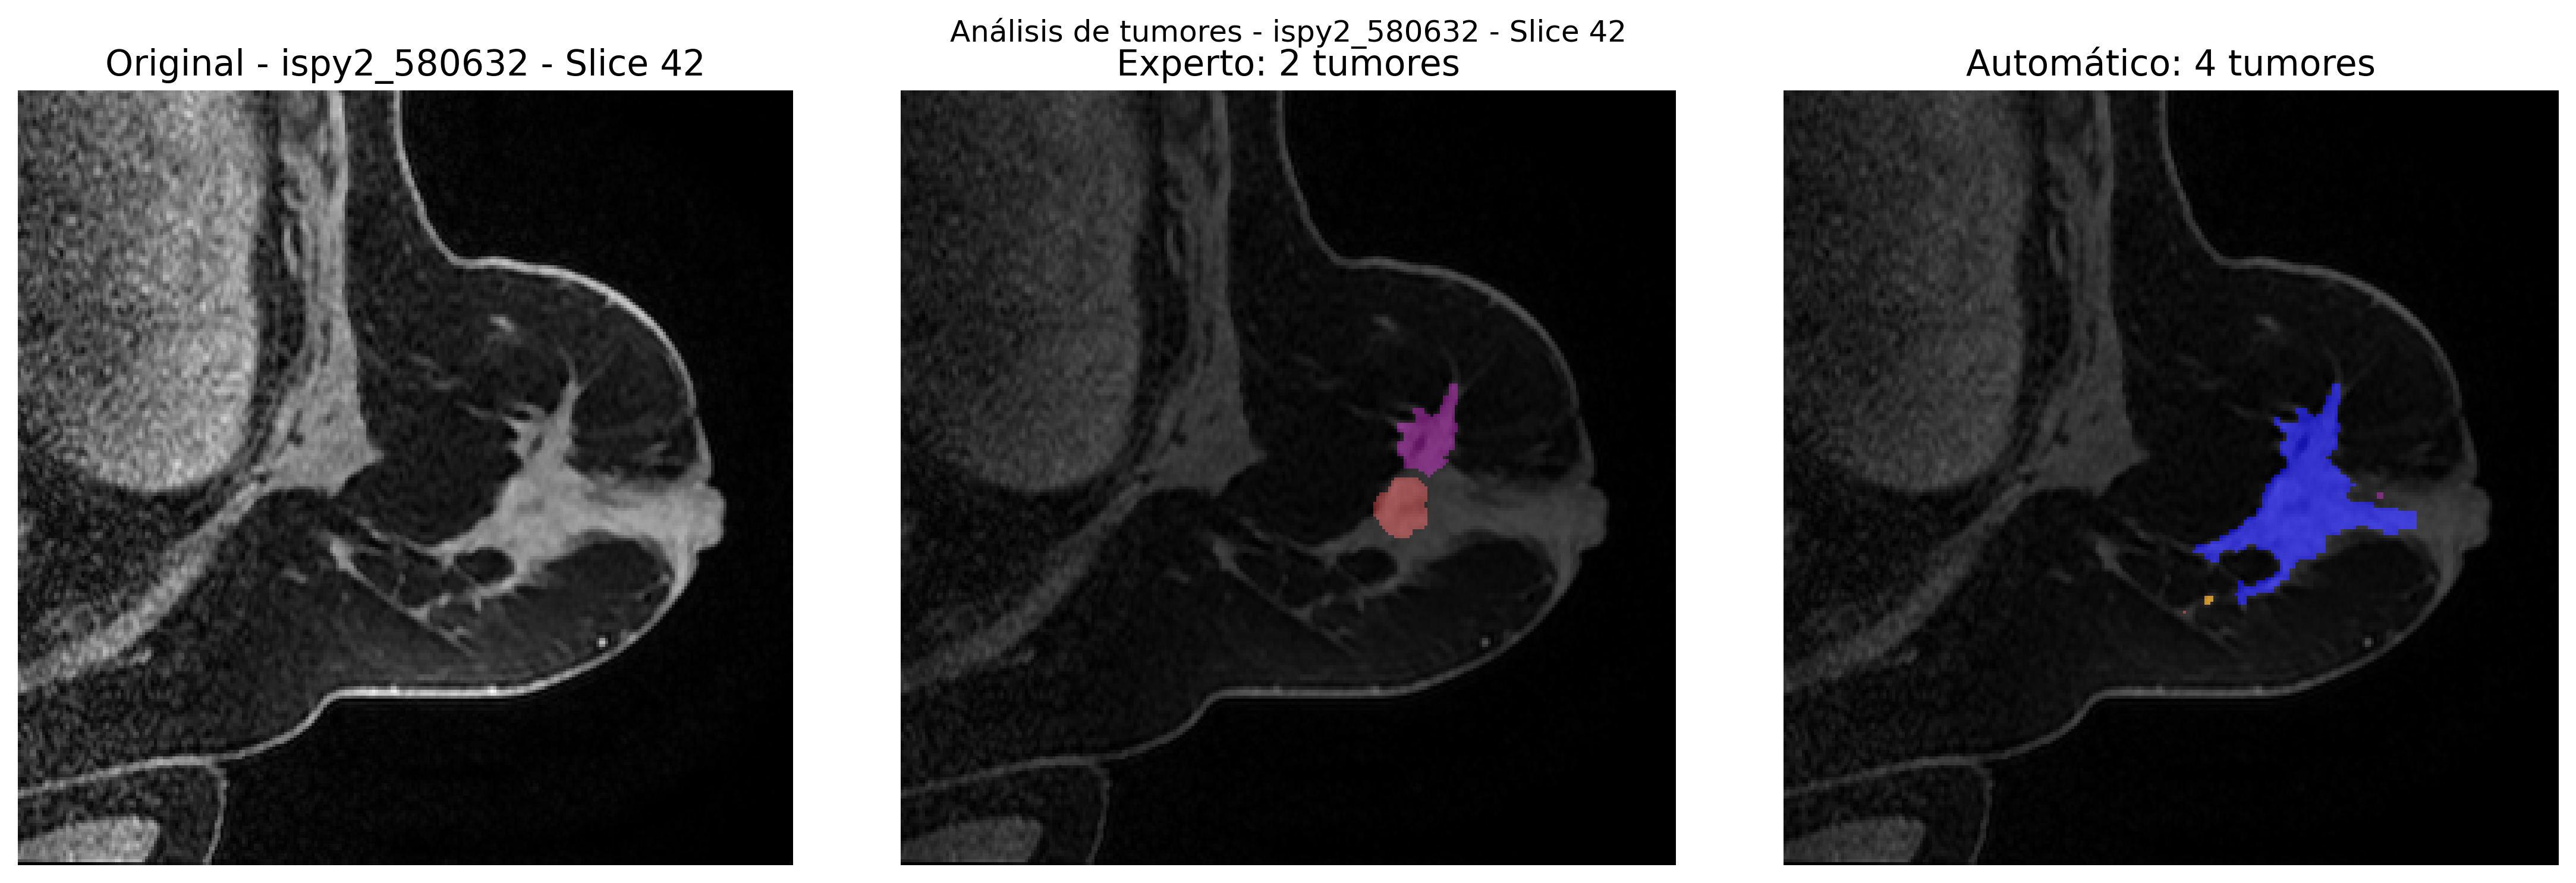 Análisis de tumores - ispy2_580632 - Slice 42
Original - ispy2_580632 - Slice 42
Experto: 2 tumores
Automático: 4 tumores